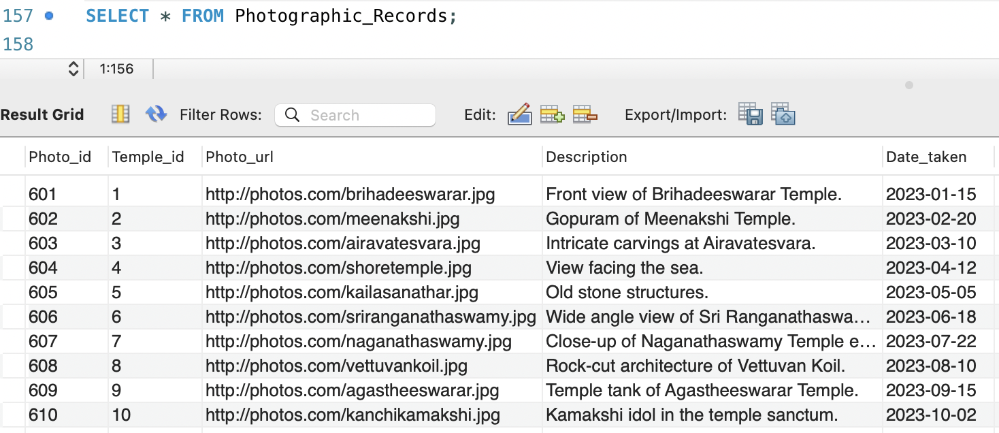 157 SELECT * FROM Photographic_Records;
158
1:156
Result Grid Filter Rows: Search Edit: Export/Import:
Photo_id Temple_id Photo_url Description Date_taken
601 1 http://photos.com/brihadeeswarar.jpg Front view of Brihadeeswarar Temple. 2023-01-15
602 2 http://photos.com/meenakshi.jpg Gopuram of Meenakshi Temple. 2023-02-20
603 3 http://photos.com/airavatesvara.jpg Intricate carvings at Airavatesvara. 2023-03-10
604 4 http://photos.com/shoretemple.jpg View facing the sea. 2023-04-12
605 5 http://photos.com/kailasanathar.jpg Old stone structures. 2023-05-05
606 6 http://photos.com/sriranganathaswamy.jpg Wide angle view of Sri Ranganathaswa... 2023-06-18
607 7 http://photos.com/naganathaswamy.jpg Close-up of Naganathaswamy Temple e... 2023-07-22
608 8 http://photos.com/vettuvankoil.jpg Rock-cut architecture of Vettuvan Koil. 2023-08-10
609 9 http://photos.com/agastheeswarar.jpg Temple tank of Agastheeswarar Temple. 2023-09-15
610 10 http://photos.com/kanchikamakshi.jpg Kamakshi idol in the temple sanctum. 2023-10-02